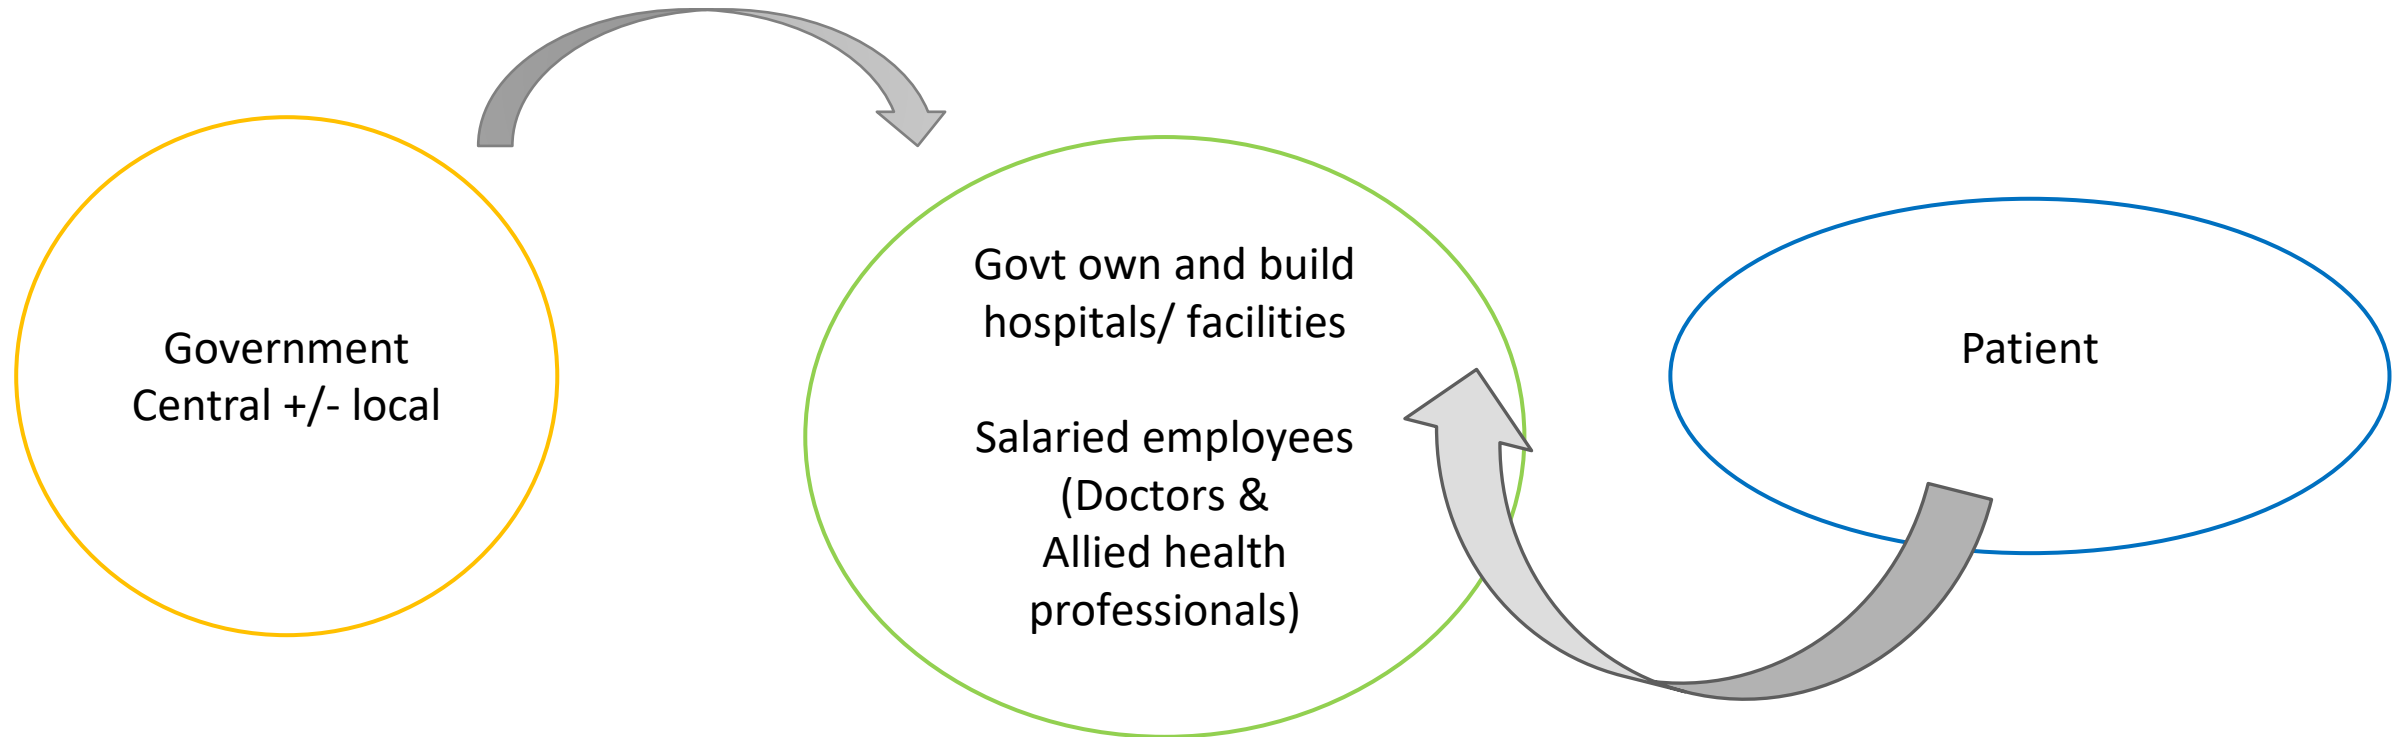 Government
Central +/- local
Govt own and build
hospitals/ facilities
Salaried employees
(Doctors &
Allied health
professionals)
Patient